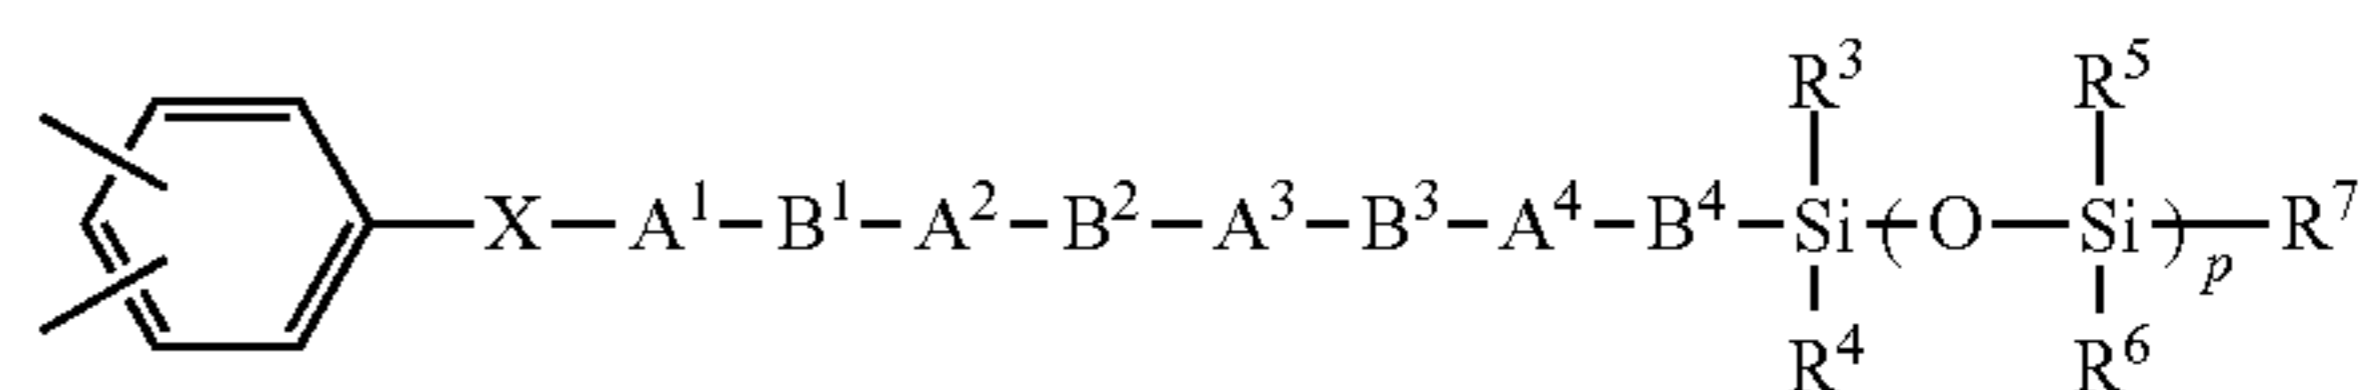 R³ R⁵
X—A¹—B¹—A²—B²—A³—B³—A⁴—B⁴—Si(O—Si)ₚ—R⁷
R⁴ R⁶